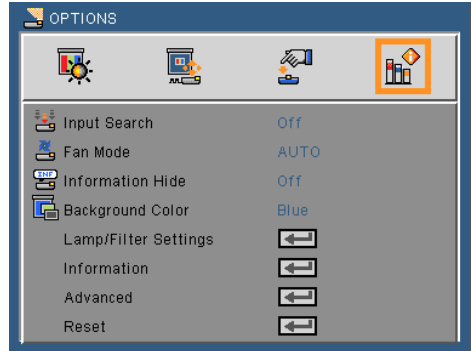 OPTIONS
Input Search Off
Fan Mode AUTO
INF Information Hide Off
Background Color Blue
Lamp/Filter Settings
Information
Advanced
Reset